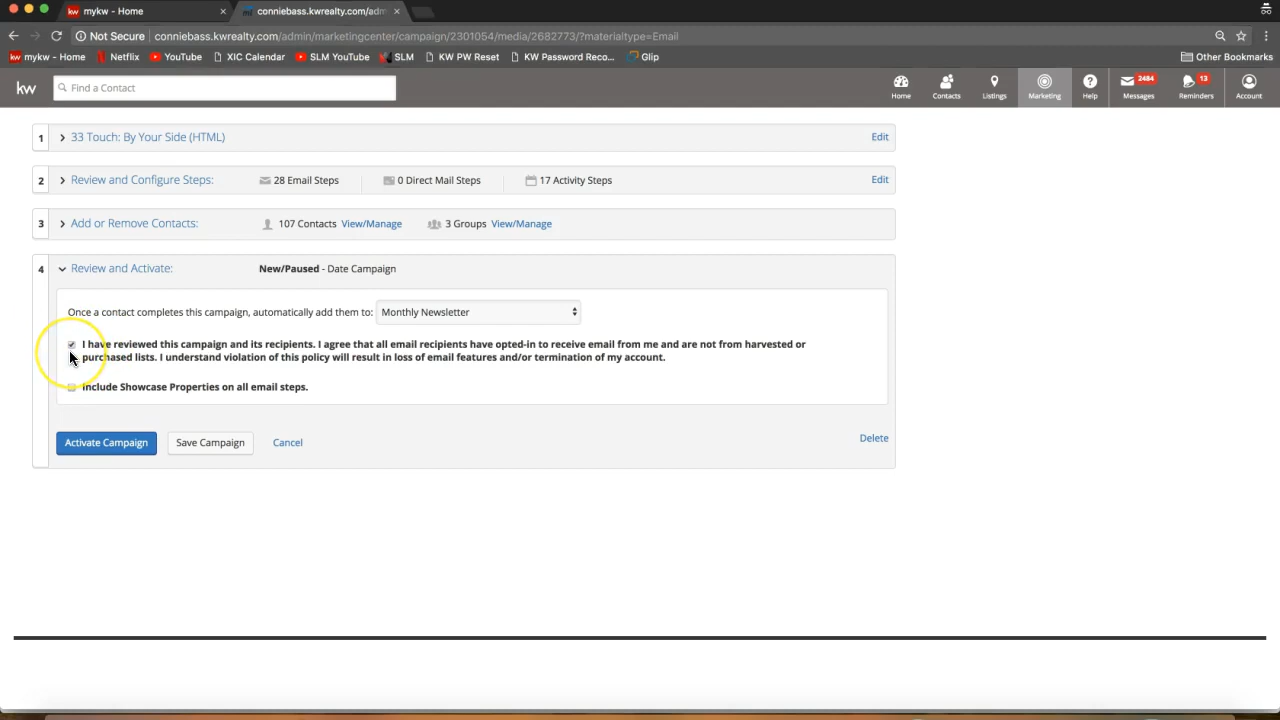 mykw - Home
conniebass.kwrealty.com/adm
Not Secure conniebass.kwrealty.com/admin/marketingcenter/campaign/2301054/media/2682773/?materialtype=Email
mykw - Home Netflix YouTube XIC Calendar SLM YouTube SLM KW PW Reset KW Password Reco... Glip Other Bookmarks
kw Find a Contact Home Contacts Listings Marketing Help Messages 2484 Reminders 13 Account
1 33 Touch: By Your Side (HTML) Edit
2 Review and Configure Steps: 28 Email Steps 0 Direct Mail Steps 17 Activity Steps Edit
3 Add or Remove Contacts: 107 Contacts View/Manage 3 Groups View/Manage
4 Review and Activate: New/Paused - Date Campaign
Once a contact completes this campaign, automatically add them to: Monthly Newsletter
I have reviewed this campaign and its recipients. I agree that all email recipients have opted-in to receive email from me and are not from harvested or
purchased lists. I understand violation of this policy will result in loss of email features and/or termination of my account.
Include Showcase Properties on all email steps.
Activate Campaign Save Campaign Cancel Delete